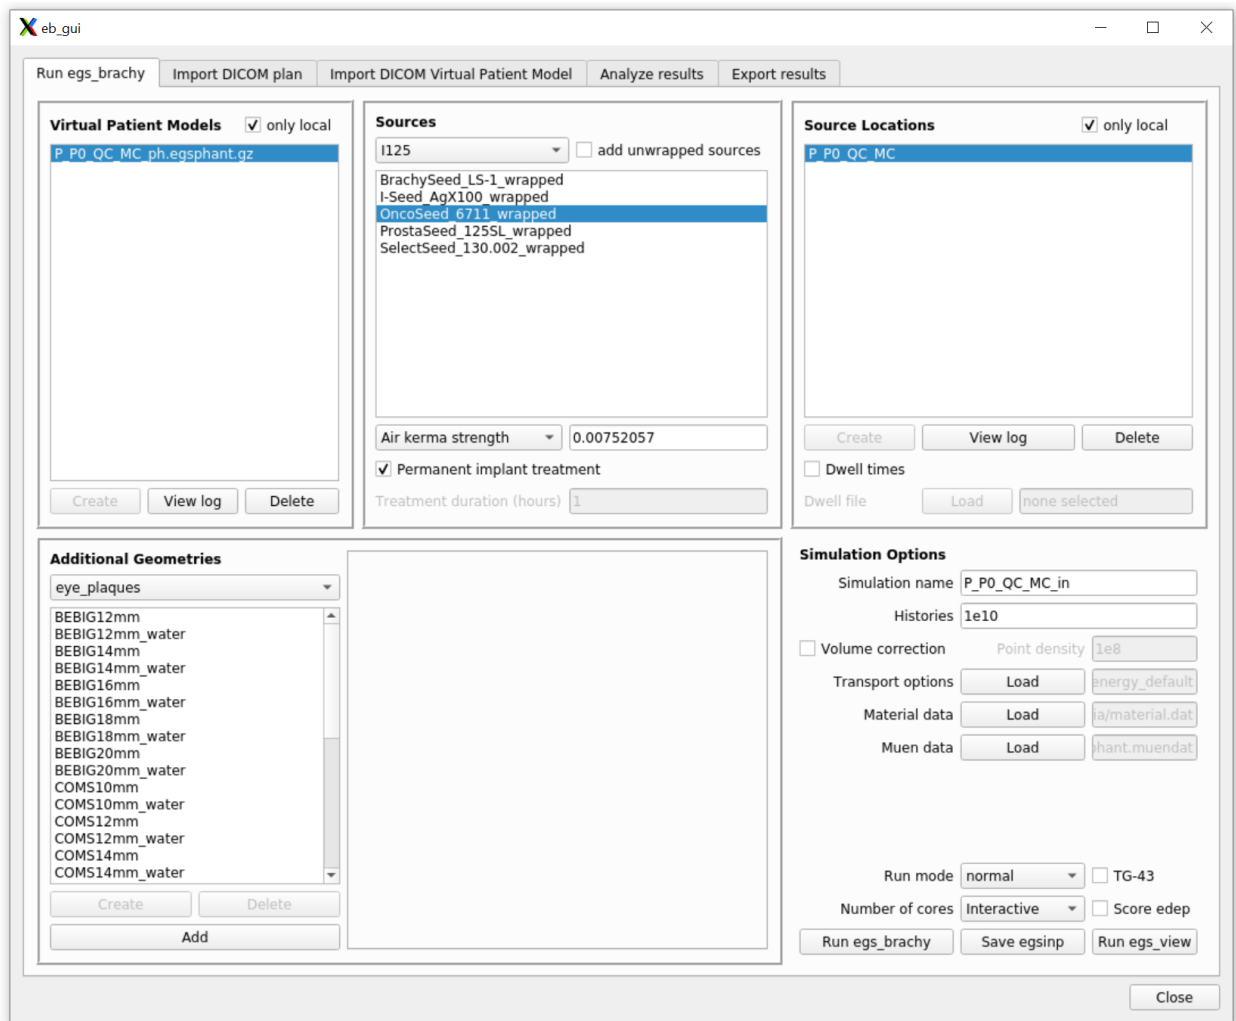 eb_gui
Run egs_brachy
Import DICOM plan
Import DICOM Virtual Patient Model
Analyze results
Export results
Virtual Patient Models
only local
P_P0_QC_MC_ph.egsphant.gz
Create
View log
Delete
Sources
I125
add unwrapped sources
BrachySeed_LS-1_wrapped
I-Seed_AgX100_wrapped
OncoSeed_6711_wrapped
ProstaSeed_125SL_wrapped
SelectSeed_130.002_wrapped
Air kerma strength
0.00752057
Permanent implant treatment
Treatment duration (hours)
1
Source Locations
only local
P_P0_QC_MC
Create
View log
Delete
Dwell times
Dwell file
Load
none selected
Additional Geometries
eye_plaques
BEBIG12mm
BEBIG12mm_water
BEBIG14mm
BEBIG14mm_water
BEBIG16mm
BEBIG16mm_water
BEBIG18mm
BEBIG18mm_water
BEBIG20mm
BEBIG20mm_water
COMS10mm
COMS10mm_water
COMS12mm
COMS12mm_water
COMS14mm
COMS14mm_water
Create
Delete
Add
Simulation Options
Simulation name
P_P0_QC_MC_in
Histories
1e10
Volume correction
Point density
1e8
Transport options
Load
energy_default
Material data
Load
ia/material.dat
Muen data
Load
phant.muendat
Run mode
normal
TG-43
Number of cores
Interactive
Score edep
Run egs_brachy
Save egsinp
Run egs_view
Close